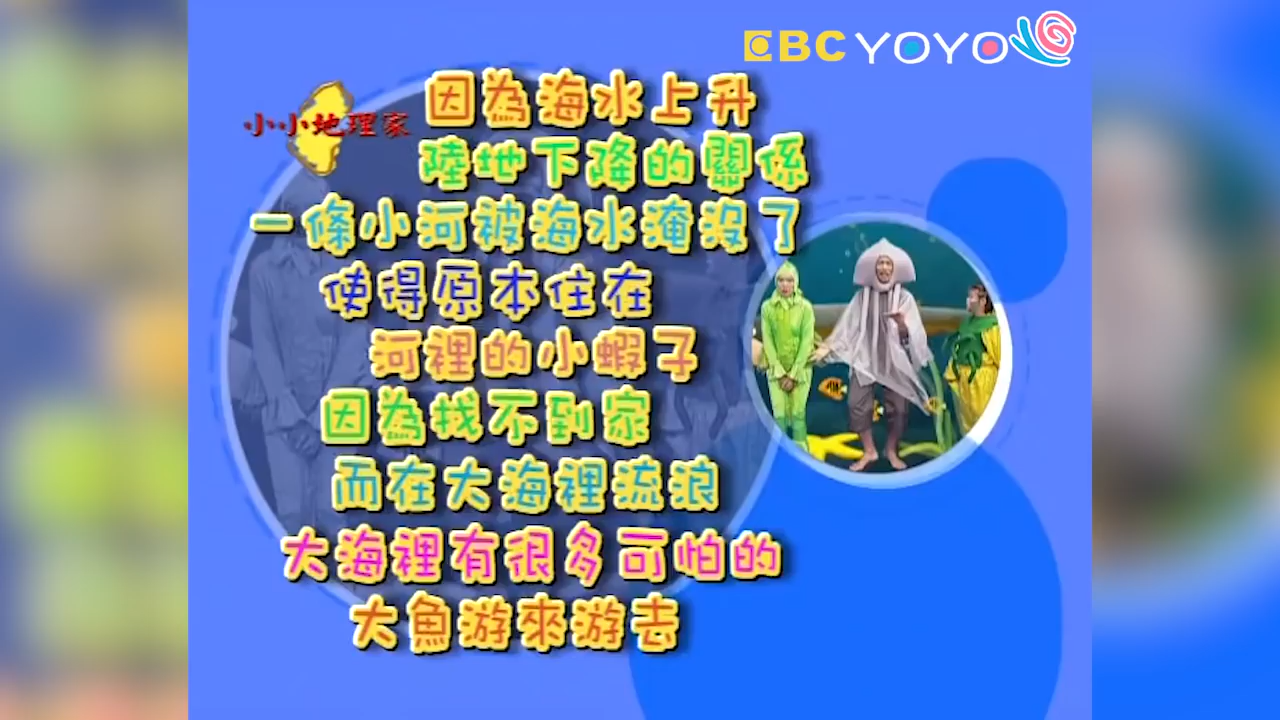 EBC YOYO
小小地理家
因為海水上升
陸地下降的關係
一條小河被海水淹沒了
使得原本住在
河裡的小蝦子
因為找不到家
而在大海裡流浪
大海裡有很多可怕的
大魚游來游去